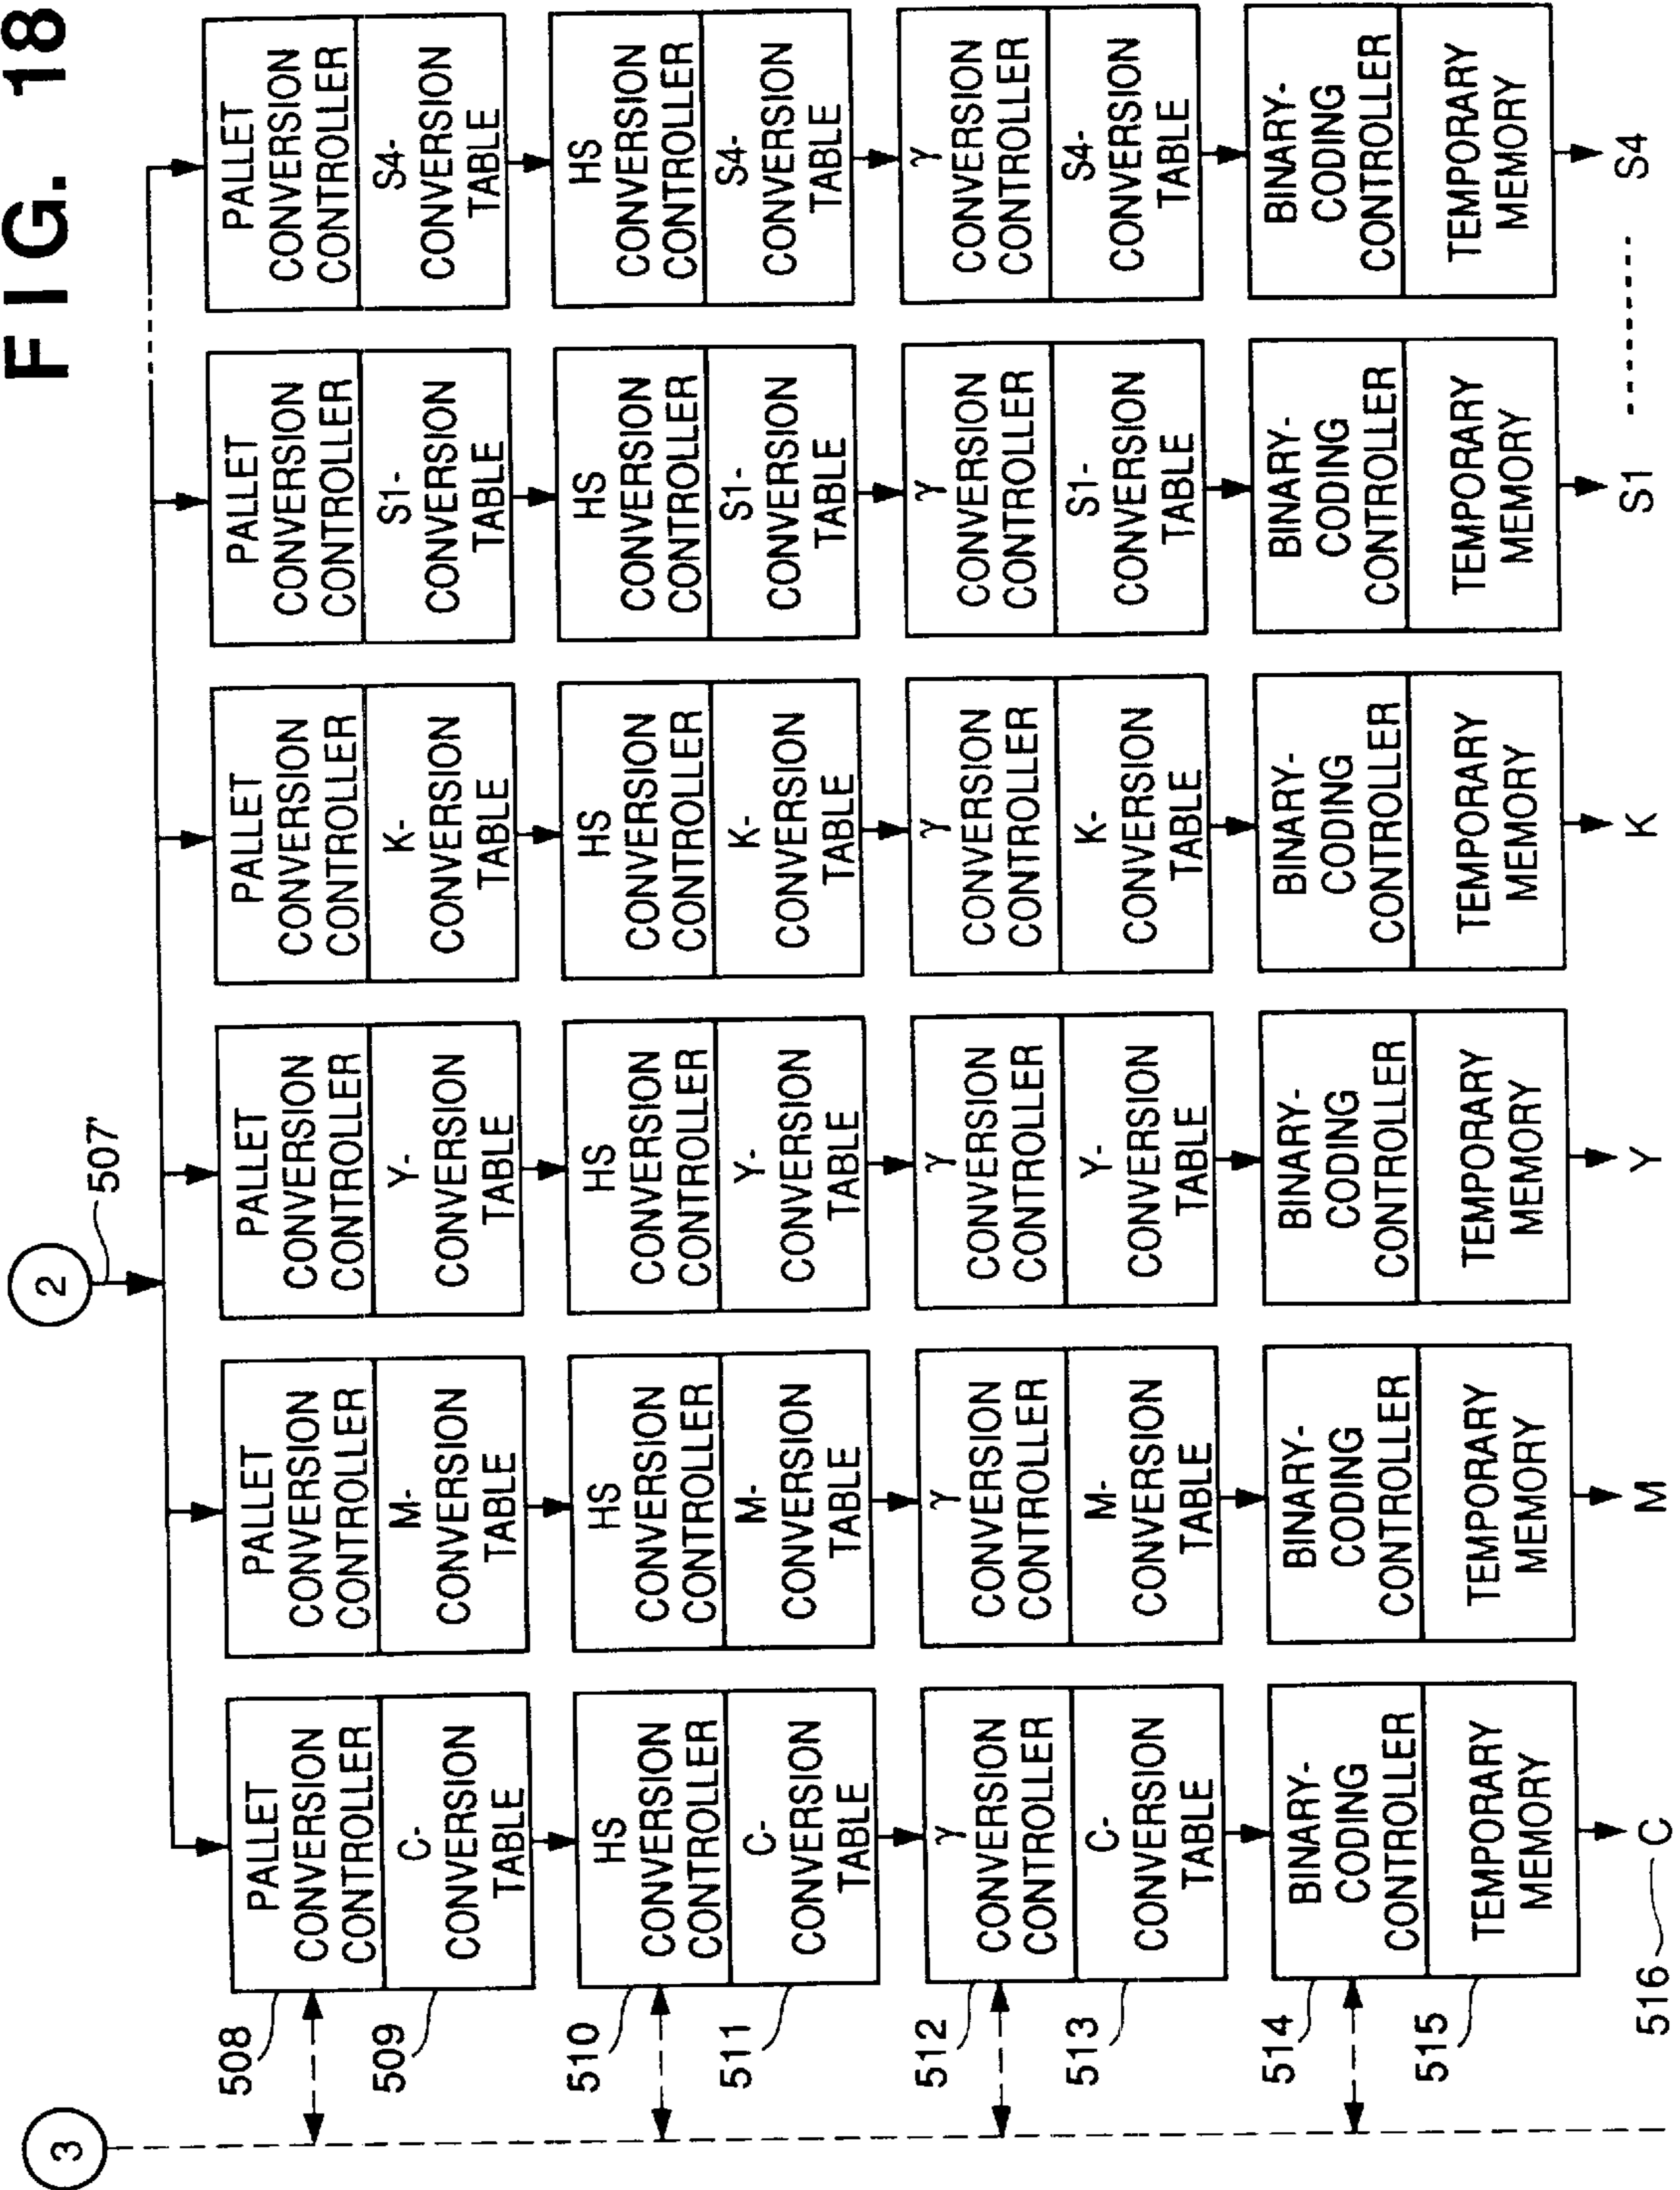 FIG. 18
2
507'
3
508
PALLET
CONVERSION
CONTROLLER
PALLET
CONVERSION
CONTROLLER
PALLET
CONVERSION
CONTROLLER
PALLET
CONVERSION
CONTROLLER
PALLET
CONVERSION
CONTROLLER
PALLET
CONVERSION
CONTROLLER
509
C-
CONVERSION
TABLE
M-
CONVERSION
TABLE
Y-
CONVERSION
TABLE
K-
CONVERSION
TABLE
S1-
CONVERSION
TABLE
S4-
CONVERSION
TABLE
510
HS
CONVERSION
CONTROLLER
HS
CONVERSION
CONTROLLER
HS
CONVERSION
CONTROLLER
HS
CONVERSION
CONTROLLER
HS
CONVERSION
CONTROLLER
HS
CONVERSION
CONTROLLER
511
C-
CONVERSION
TABLE
M-
CONVERSION
TABLE
Y-
CONVERSION
TABLE
K-
CONVERSION
TABLE
S1-
CONVERSION
TABLE
S4-
CONVERSION
TABLE
512
γ
CONVERSION
CONTROLLER
γ
CONVERSION
CONTROLLER
γ
CONVERSION
CONTROLLER
γ
CONVERSION
CONTROLLER
γ
CONVERSION
CONTROLLER
γ
CONVERSION
CONTROLLER
513
C-
CONVERSION
TABLE
M-
CONVERSION
TABLE
Y-
CONVERSION
TABLE
K-
CONVERSION
TABLE
S1-
CONVERSION
TABLE
S4-
CONVERSION
TABLE
514
BINARY-
CODING
CONTROLLER
BINARY-
CODING
CONTROLLER
BINARY-
CODING
CONTROLLER
BINARY-
CODING
CONTROLLER
BINARY-
CODING
CONTROLLER
BINARY-
CODING
CONTROLLER
515
TEMPORARY
MEMORY
TEMPORARY
MEMORY
TEMPORARY
MEMORY
TEMPORARY
MEMORY
TEMPORARY
MEMORY
TEMPORARY
MEMORY
516
C
M
Y
K
S1
S4